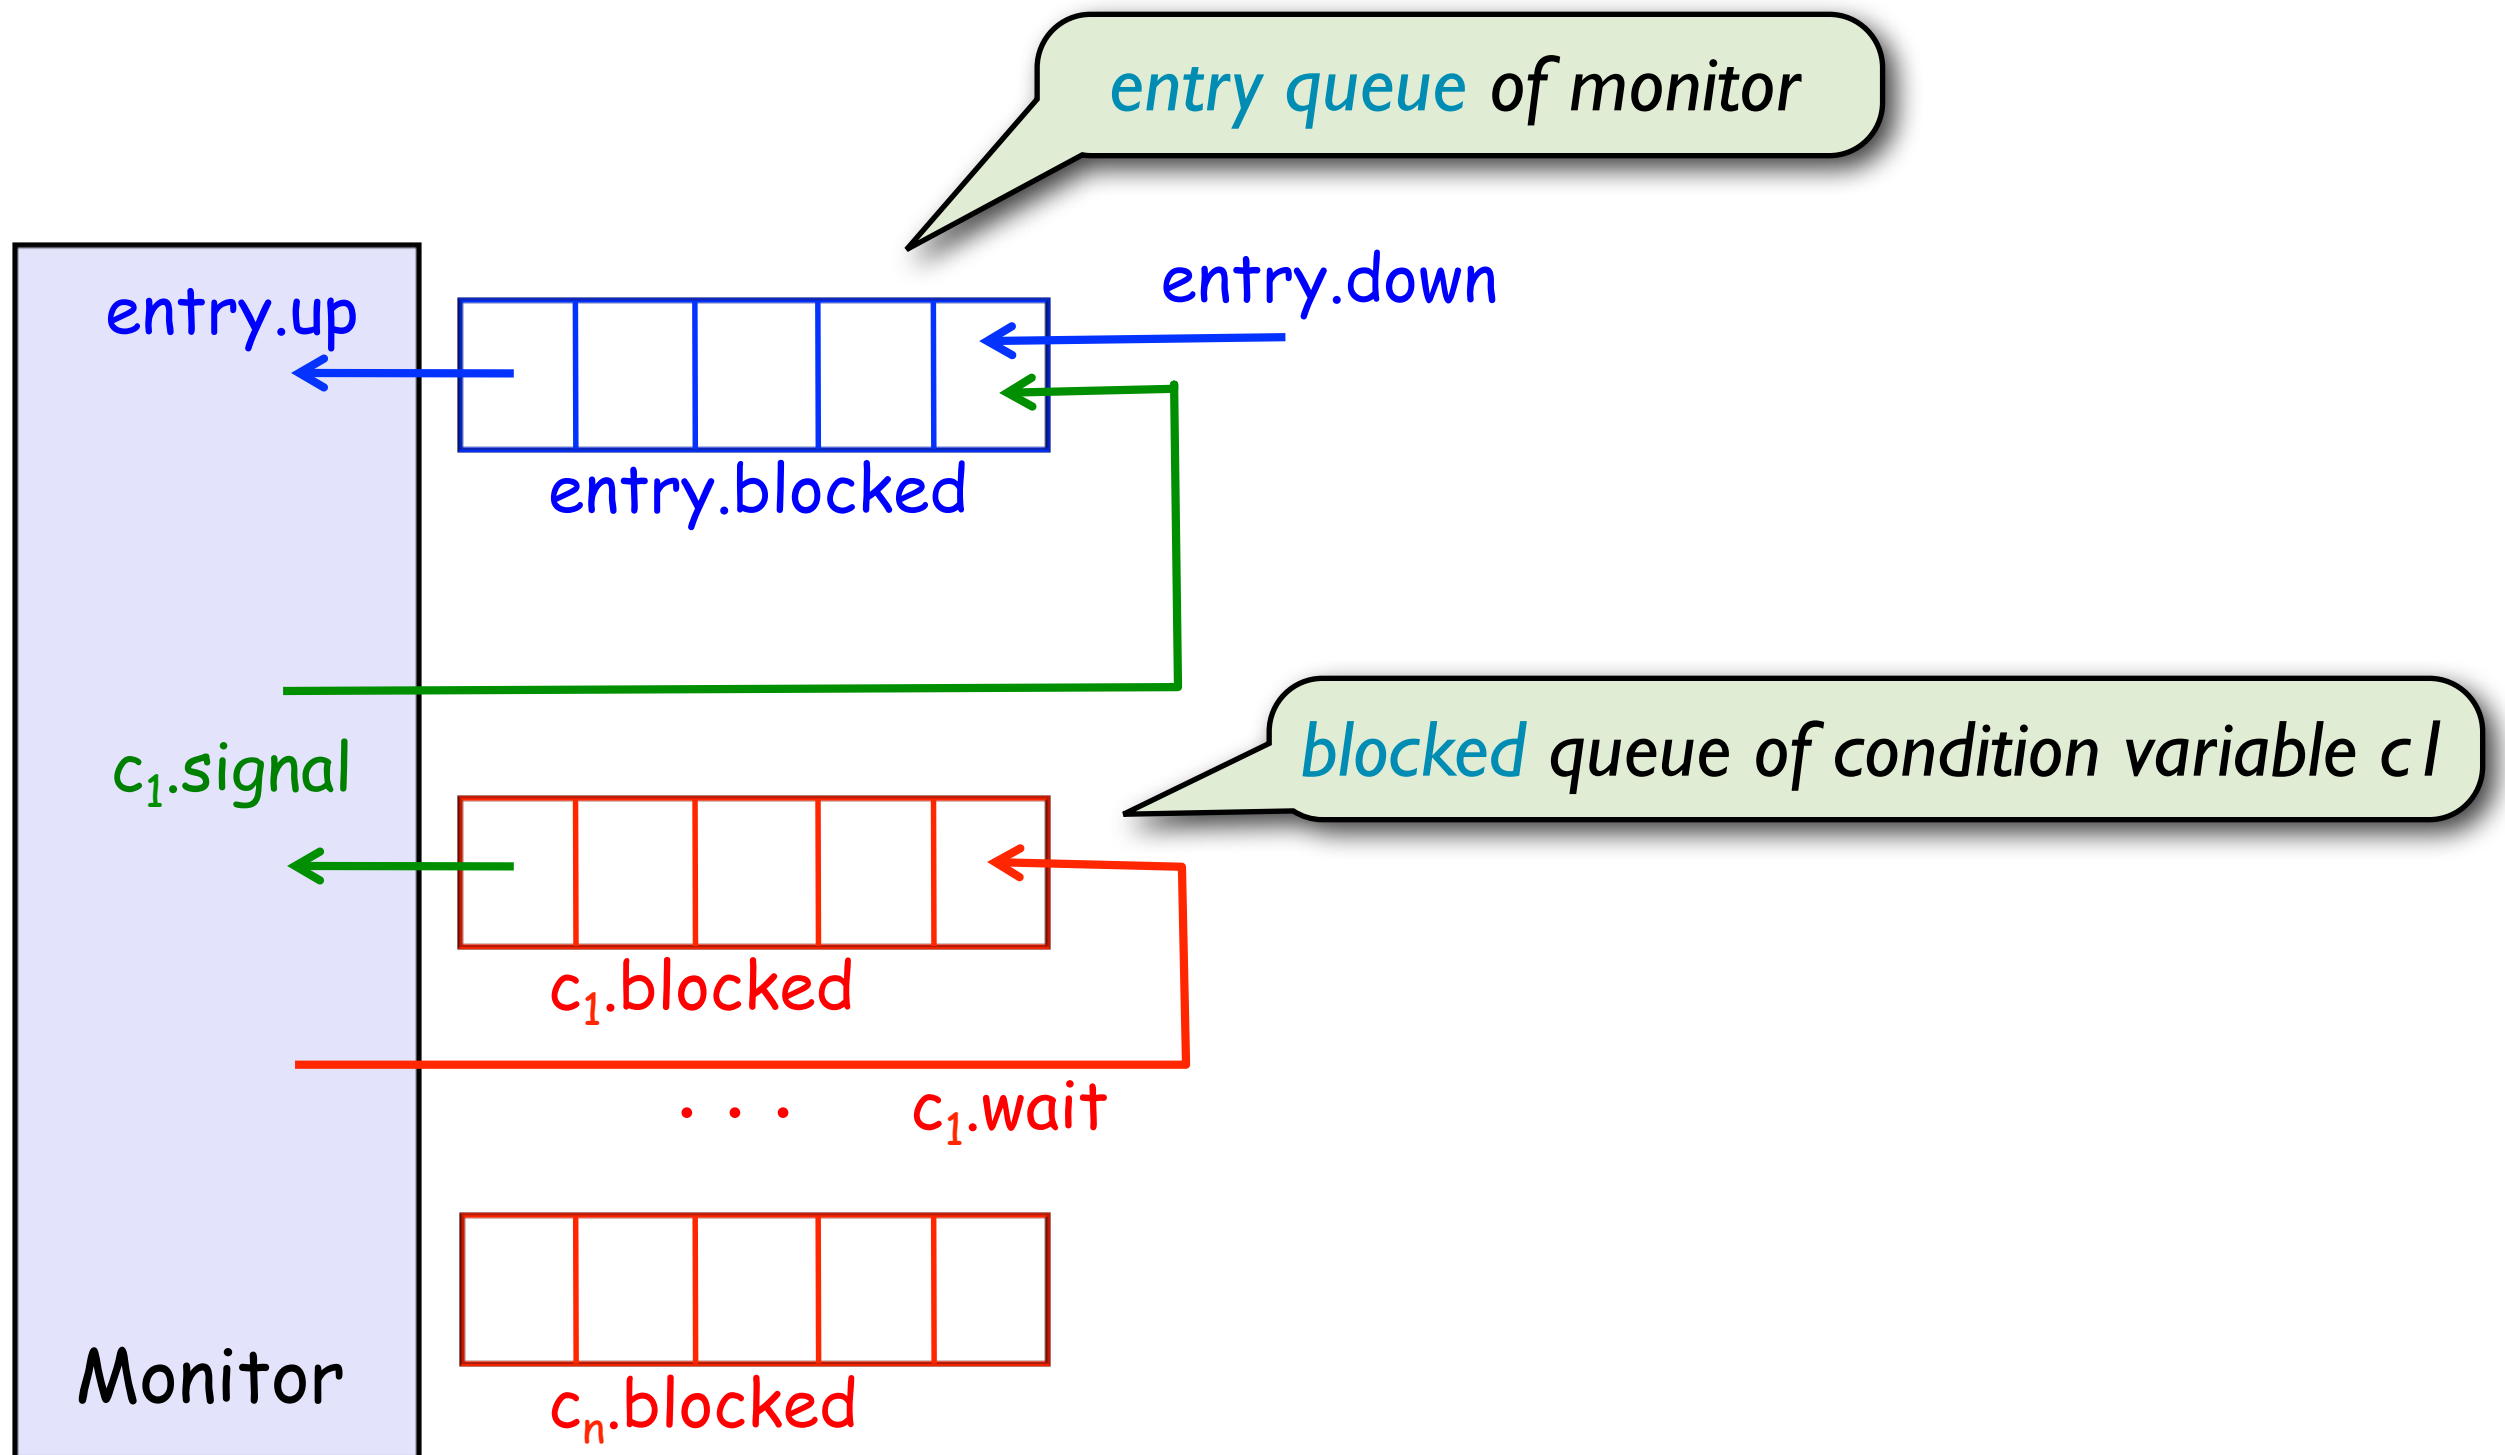 entry queue of monitor
entry.down
entry.up
entry.blocked
blocked queue of condition variable c1
c₁.signal
c₁.blocked
. . .
c₁.wait
Monitor
cₙ.blocked